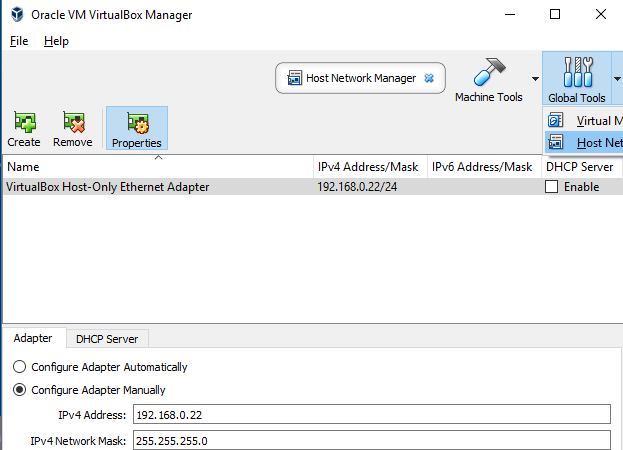 Oracle VM VirtualBox Manager
File Help
Host Network Manager
Machine Tools
Global Tools
Virtual M
Host Net
Create Remove Properties
Name IPv4 Address/Mask IPv6 Address/Mask DHCP Server
VirtualBox Host-Only Ethernet Adapter 192.168.0.22/24 Enable
Adapter DHCP Server
Configure Adapter Automatically
Configure Adapter Manually
IPv4 Address: 192.168.0.22
IPv4 Network Mask: 255.255.255.0